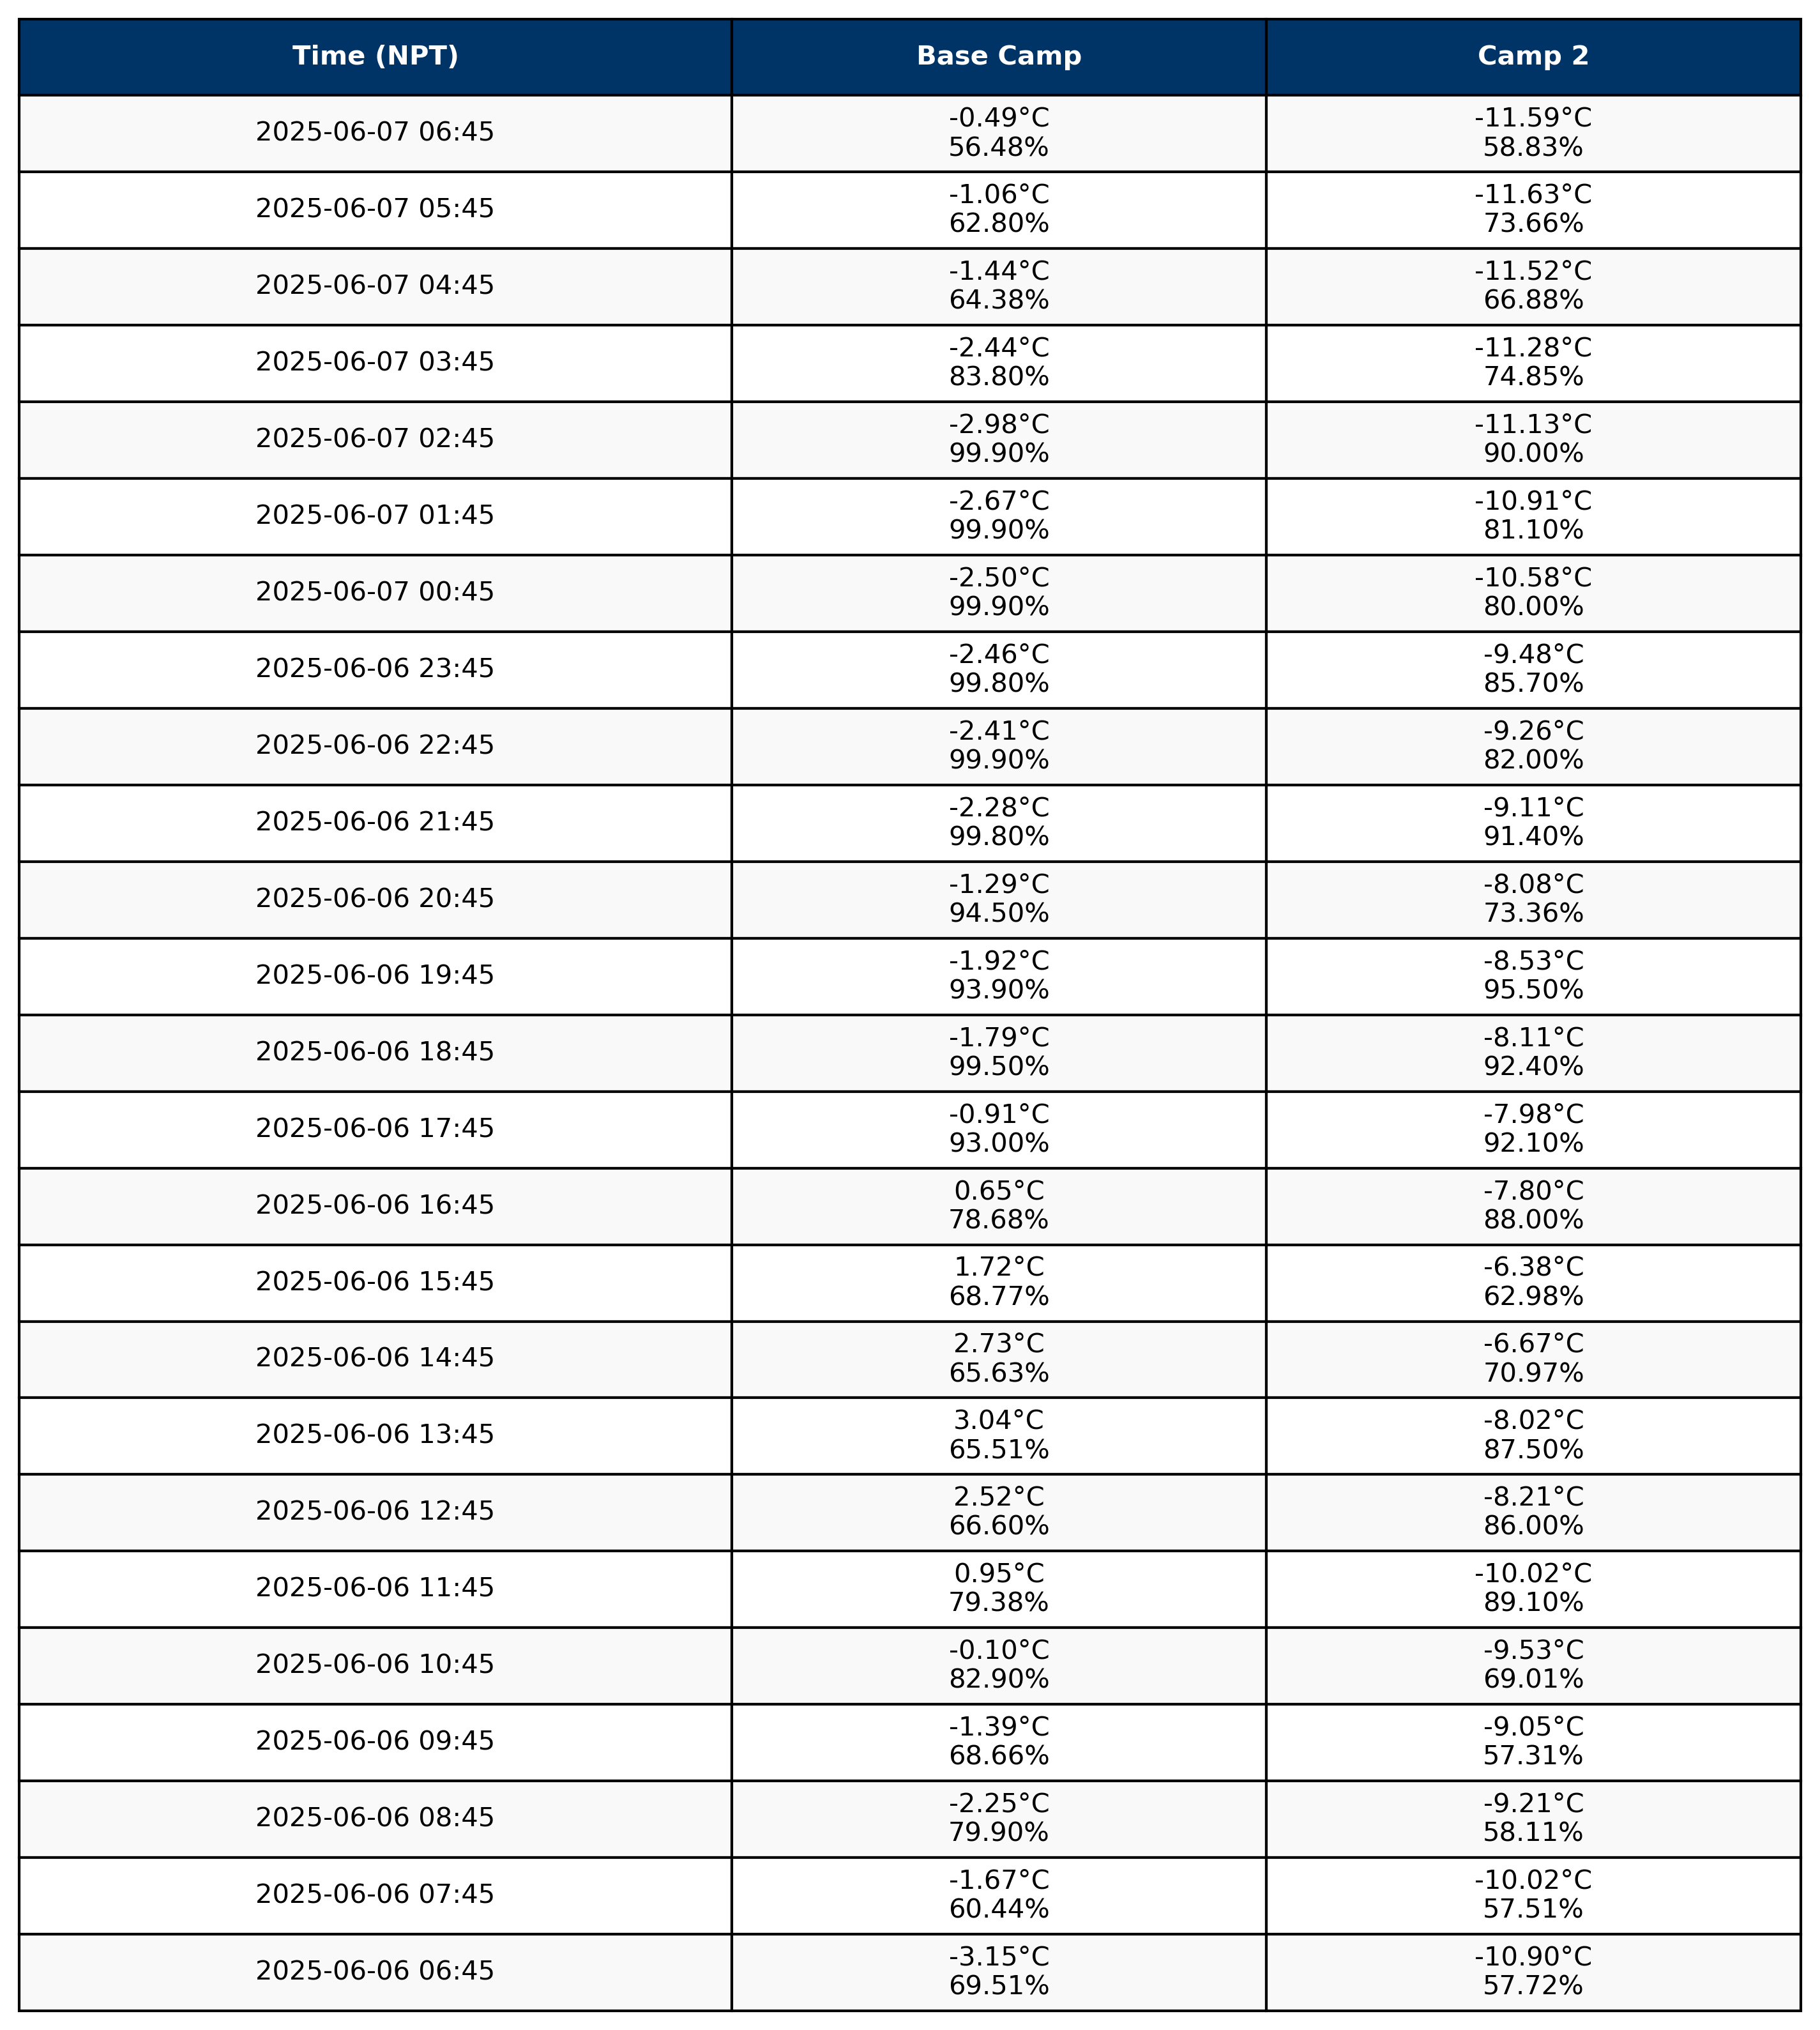 Time (NPT) Base Camp Camp 2
2025-06-07 06:45 -0.49°C -11.59°C
56.48% 58.83%
2025-06-07 05:45 -1.06°C -11.63°C
62.80% 73.66%
2025-06-07 04:45 -1.44°C -11.52°C
64.38% 66.88%
2025-06-07 03:45 -2.44°C -11.28°C
83.80% 74.85%
2025-06-07 02:45 -2.98°C -11.13°C
99.90% 90.00%
2025-06-07 01:45 -2.67°C -10.91°C
99.90% 81.10%
2025-06-07 00:45 -2.50°C -10.58°C
99.90% 80.00%
2025-06-06 23:45 -2.46°C -9.48°C
99.80% 85.70%
2025-06-06 22:45 -2.41°C -9.26°C
99.90% 82.00%
2025-06-06 21:45 -2.28°C -9.11°C
99.80% 91.40%
2025-06-06 20:45 -1.29°C -8.08°C
94.50% 73.36%
2025-06-06 19:45 -1.92°C -8.53°C
93.90% 95.50%
2025-06-06 18:45 -1.79°C -8.11°C
99.50% 92.40%
2025-06-06 17:45 -0.91°C -7.98°C
93.00% 92.10%
2025-06-06 16:45 0.65°C -7.80°C
78.68% 88.00%
2025-06-06 15:45 1.72°C -6.38°C
68.77% 62.98%
2025-06-06 14:45 2.73°C -6.67°C
65.63% 70.97%
2025-06-06 13:45 3.04°C -8.02°C
65.51% 87.50%
2025-06-06 12:45 2.52°C -8.21°C
66.60% 86.00%
2025-06-06 11:45 0.95°C -10.02°C
79.38% 89.10%
2025-06-06 10:45 -0.10°C -9.53°C
82.90% 69.01%
2025-06-06 09:45 -1.39°C -9.05°C
68.66% 57.31%
2025-06-06 08:45 -2.25°C -9.21°C
79.90% 58.11%
2025-06-06 07:45 -1.67°C -10.02°C
60.44% 57.51%
2025-06-06 06:45 -3.15°C -10.90°C
69.51% 57.72%